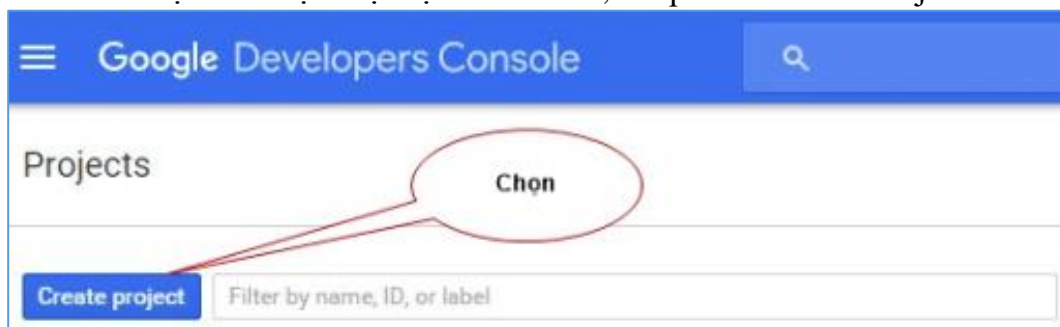 Google Developers Console
Projects
Chọn
Create project
Filter by name, ID, or label